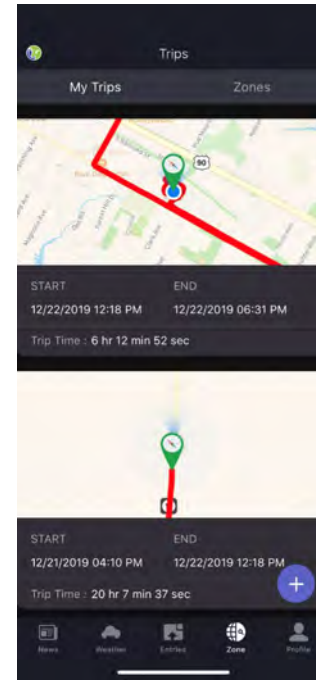 Trips
My Trips
Zones
90
START
END
12/22/2019 12:18 PM
12/22/2019 06:31 PM
Trip Time : 6 hr 12 min
52 sec
START
END
12/21/2019 04:10 PM
12/22/2019 12:18 PM
Trip Time : 20 hr 7 min
37 sec
+
News
Weather
Entries
Zone
Profile